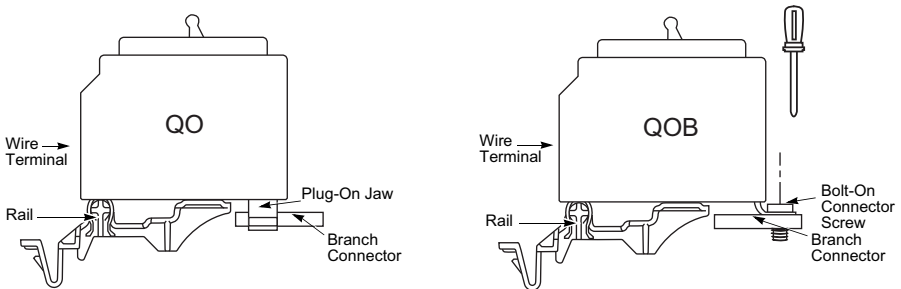 QO
Wire
Terminal
Plug-On Jaw
Rail
Branch
Connector
QOB
Wire
Terminal
Bolt-On
Connector
Screw
Rail
Branch
Connector